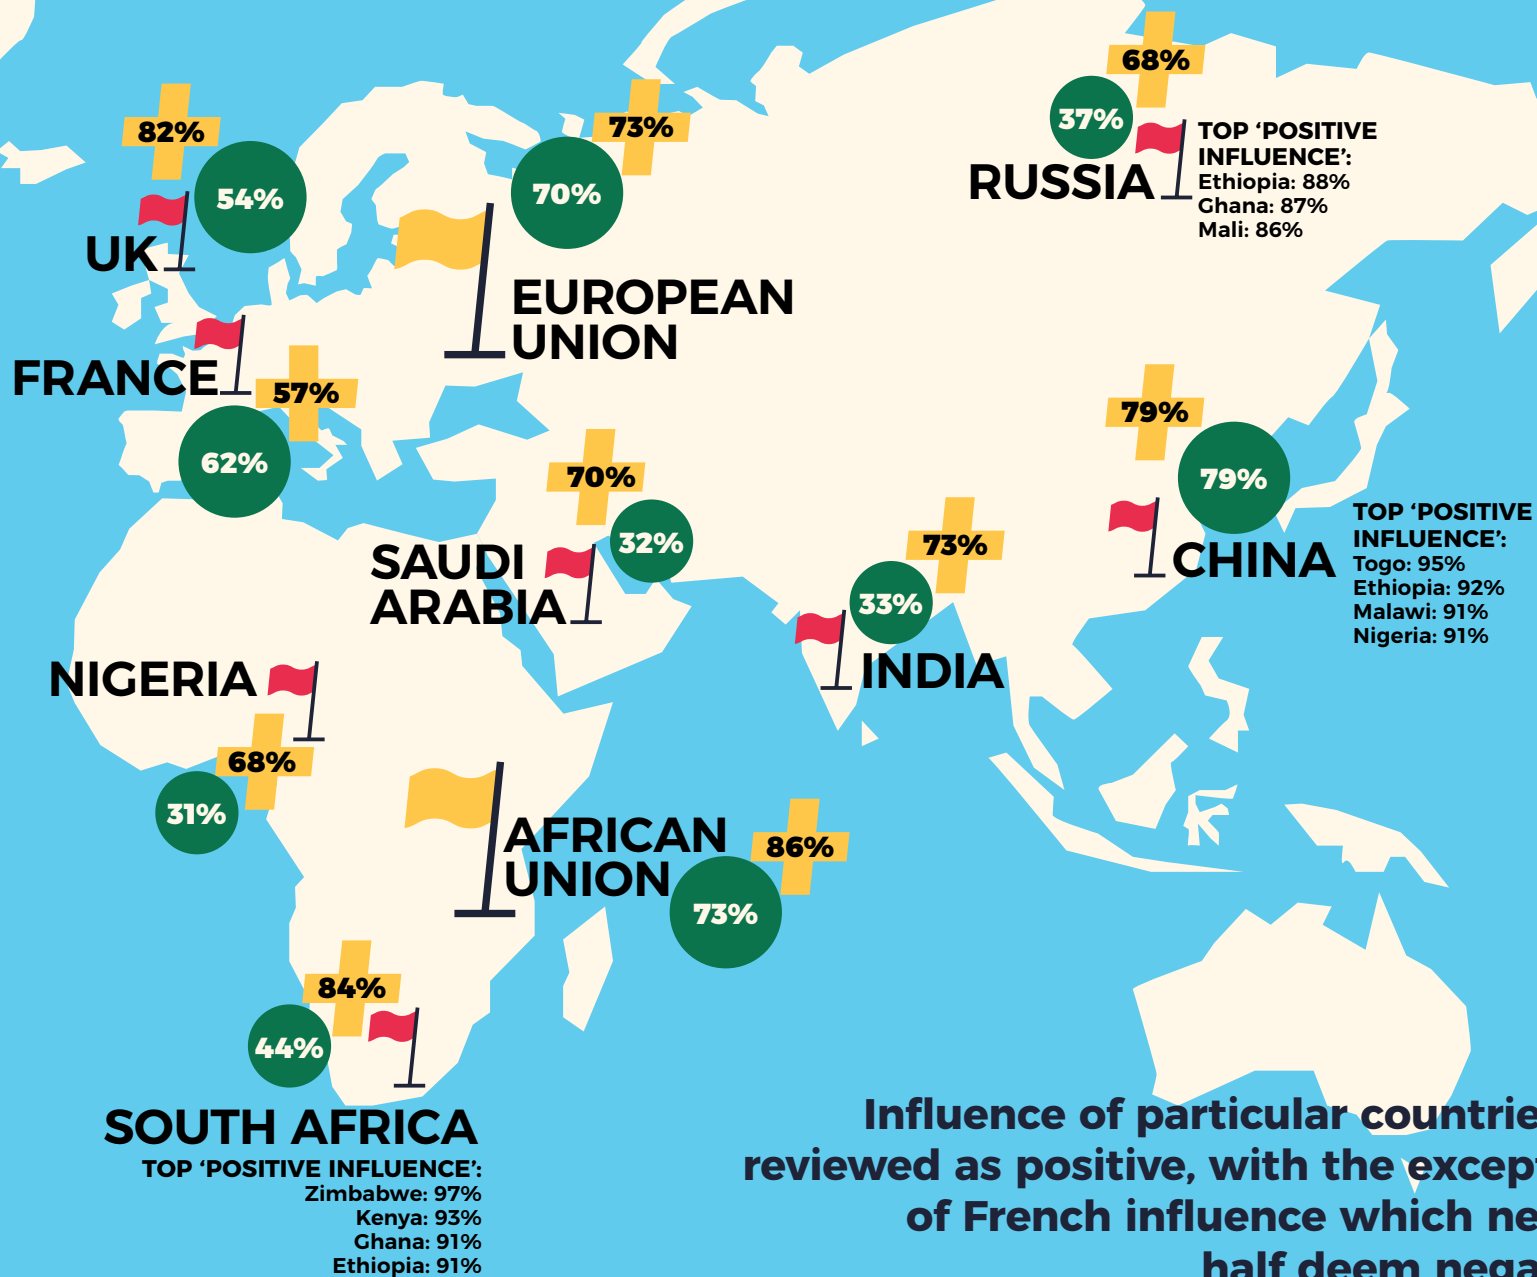 68%
37%
RUSSIA
TOP ‘POSITIVE
INFLUENCE’:
Ethiopia: 88%
Ghana: 87%
Mali: 86%
82%
54%
UK
73%
70%
EUROPEAN
UNION
FRANCE
57%
62%
70%
32%
SAUDI
ARABIA
73%
33%
INDIA
79%
79%
CHINA
TOP ‘POSITIVE
INFLUENCE’:
Togo: 95%
Ethiopia: 92%
Malawi: 91%
Nigeria: 91%
NIGERIA
68%
31%
AFRICAN
UNION
86%
73%
84%
44%
SOUTH AFRICA
TOP ‘POSITIVE INFLUENCE’:
Zimbabwe: 97%
Kenya: 93%
Ghana: 91%
Ethiopia: 91%
Influence of particular countrie
reviewed as positive, with the excep
of French influence which ne
half deem nega